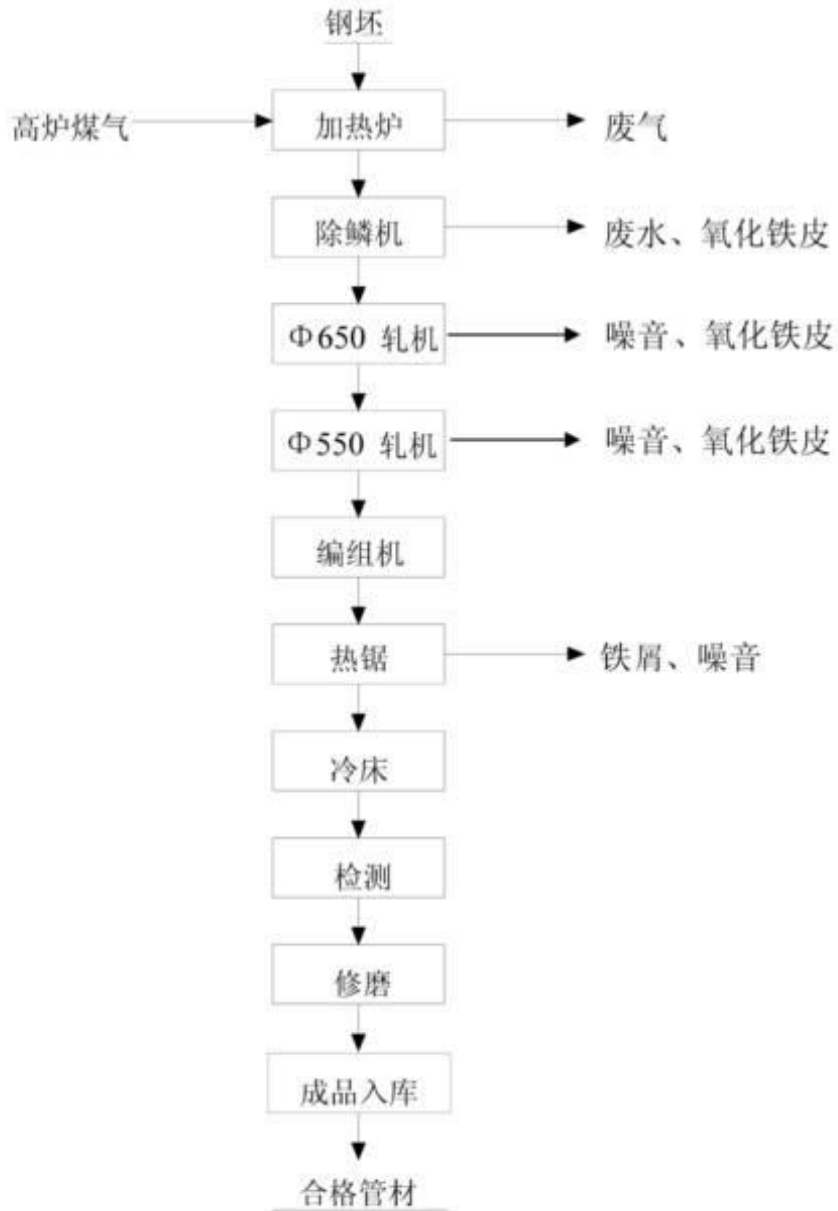 钢坯
高炉煤气 加热炉 废气
除鳞机 废水、氧化铁皮
Φ650 轧机 噪音、氧化铁皮
Φ550 轧机 噪音、氧化铁皮
编组机
热锯 铁屑、噪音
冷床
检测
修磨
成品入库
合格管材